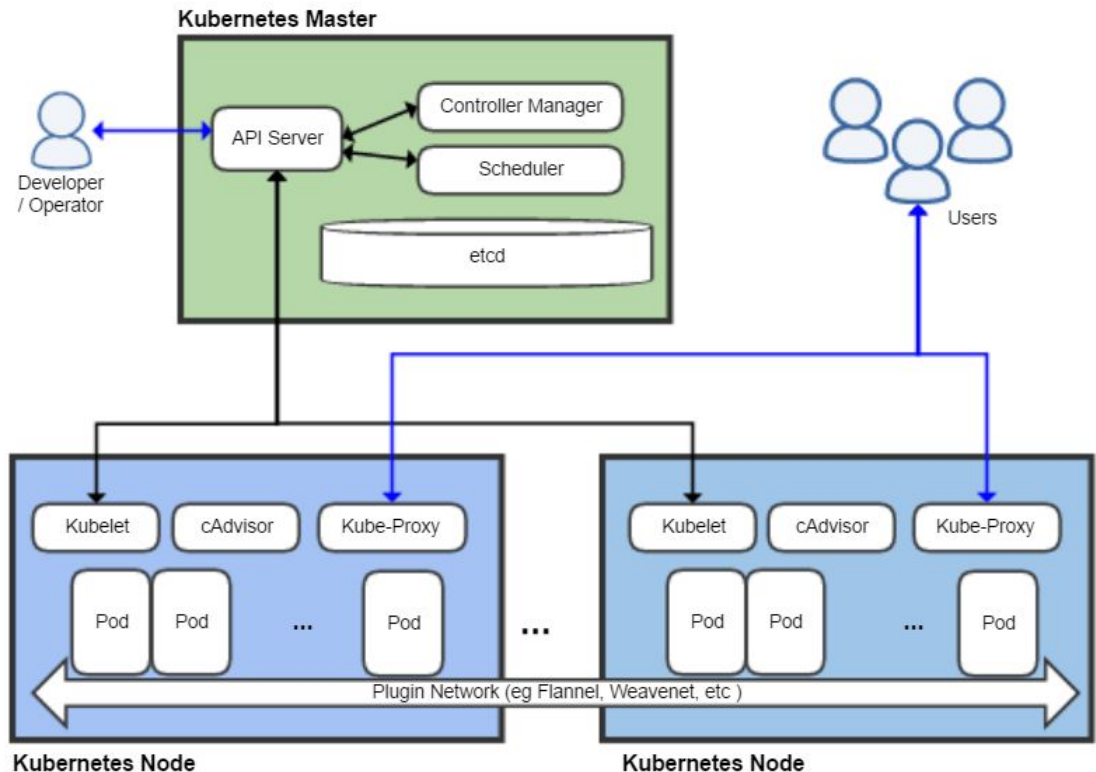 Kubernetes Master
API Server
Controller Manager
Scheduler
etcd
Developer
/ Operator
Users
Kubelet
cAdvisor
Kube-Proxy
Pod
Pod
...
Pod
...
Kubelet
cAdvisor
Kube-Proxy
Pod
Pod
...
Pod
Plugin Network (eg Flannel, Weavenet, etc )
Kubernetes Node
Kubernetes Node